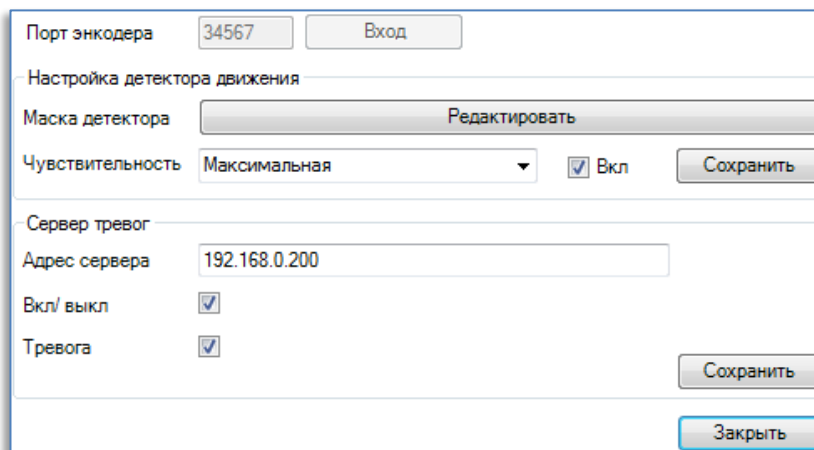 Порт энкодера 34567 Вход
Настройка детектора движения
Маска детектора Редактировать
Чувствительность Максимальная Вкл Сохранить
Сервер тревог
Адрес сервера 192.168.0.200
Вкл/ выкл
Тревога
Сохранить
Закрыть